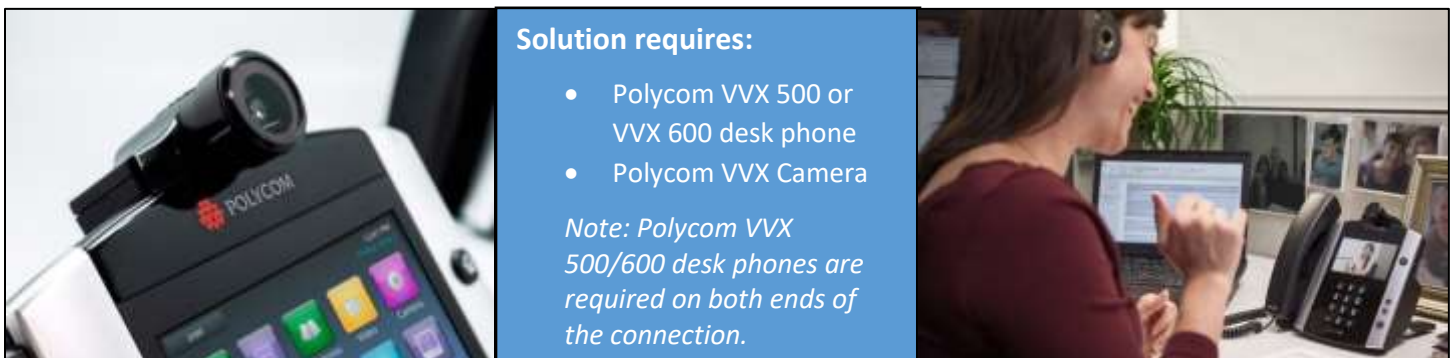 POLYCOM
Solution requires:
• Polycom VVX 500 or
VVX 600 desk phone
• Polycom VVX Camera
Note: Polycom VVX
500/600 desk phones are
required on both ends of
the connection.